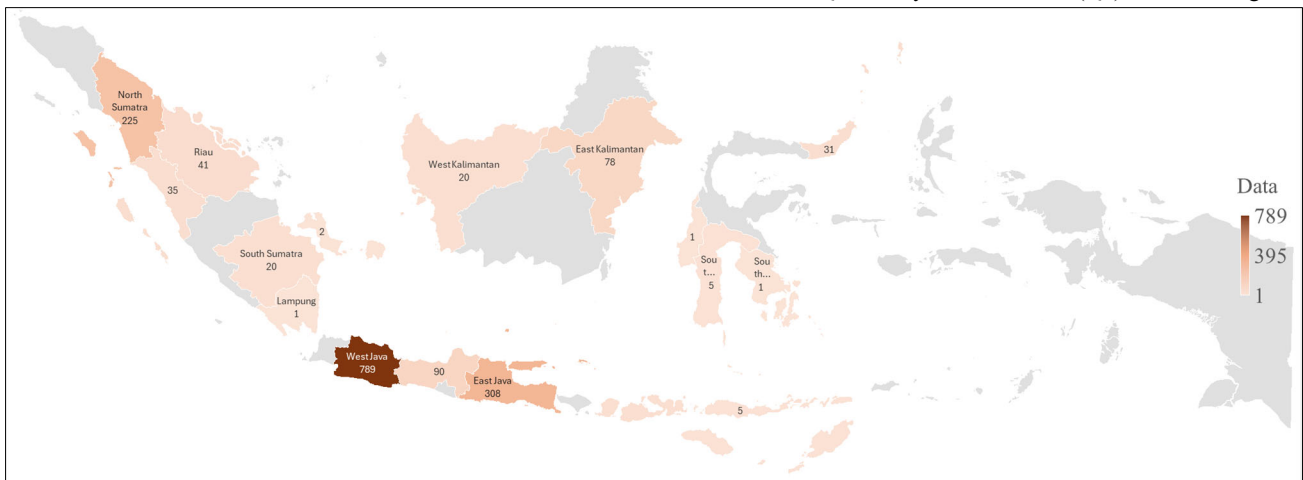 North
Sumatra
225
Riau
41
35
South Sumatra
20
Lampung
1
2
West Java
789
90
East Java
308
West Kalimantan
20
East Kalimantan
78
31
1
Sou
t...
5
Sou
th...
1
5
Data
789
395
1